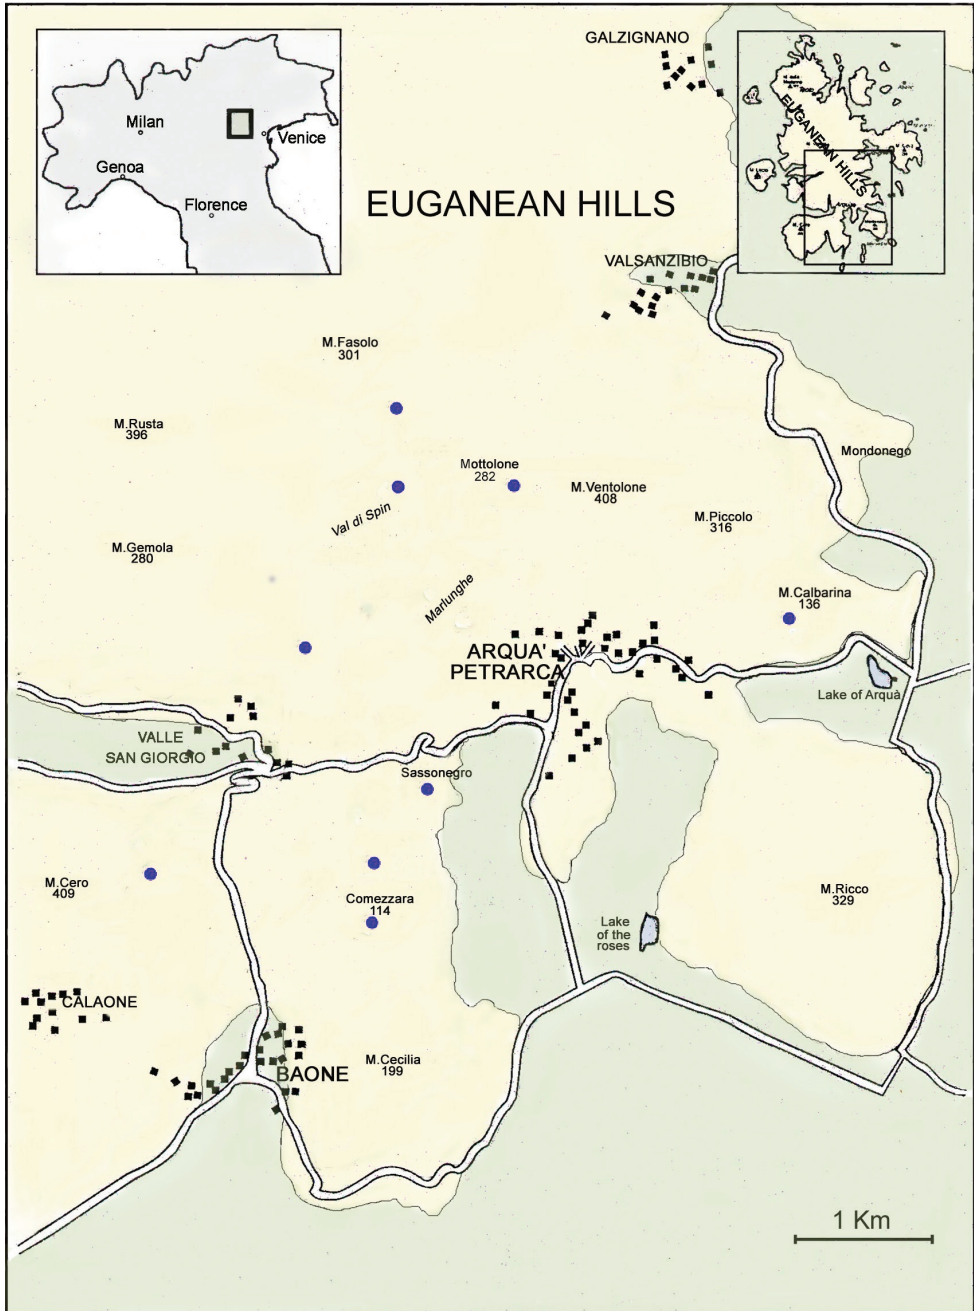 GALZIGNANO
Milan
Venice
Genoa
Florence
EUGANEAN HILLS
EUGANEAN HILLS
VALSANZIBIO
M.Fasolo
301
M.Rusta
396
Mondonego
Mottolone
282
M.Ventolone
408
Val di Spin
M.Piccolo
316
M.Gemola
280
Marlunghe
M.Calbarina
136
ARQUA'
PETRARCA
Lake of Arquà
VALLE
SAN GIORGIO
Sassonegro
M.Cero
409
Comezzara
114
M.Ricco
329
Lake
of the
roses
CALAONE
M.Cecilia
199
BAONE
1 Km